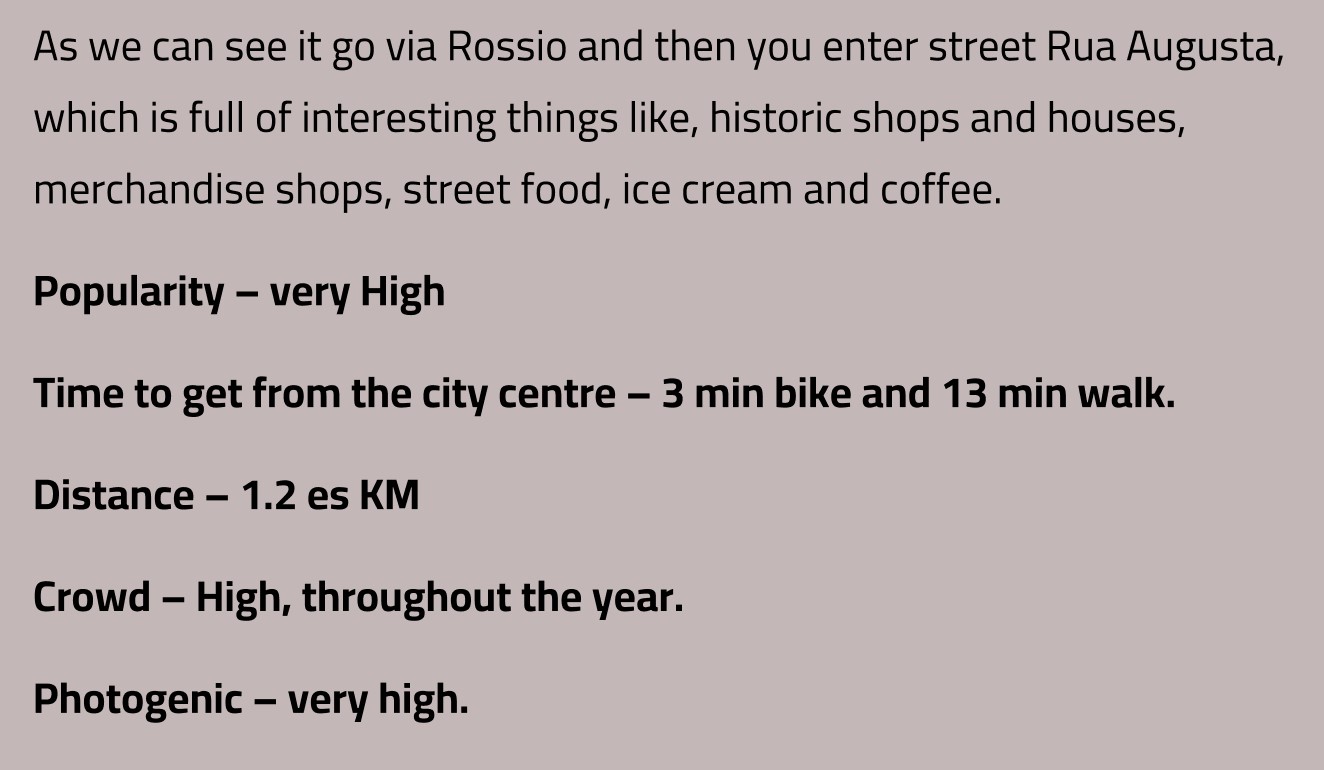 As we can see it go via Rossio and then you enter street Rua Augusta,
which is full of interesting things like, historic shops and houses,
merchandise shops, street food, ice cream and coffee.
Popularity – very High
Time to get from the city centre – 3 min bike and 13 min walk.
Distance – 1.2 es KM
Crowd – High, throughout the year.
Photogenic – very high.